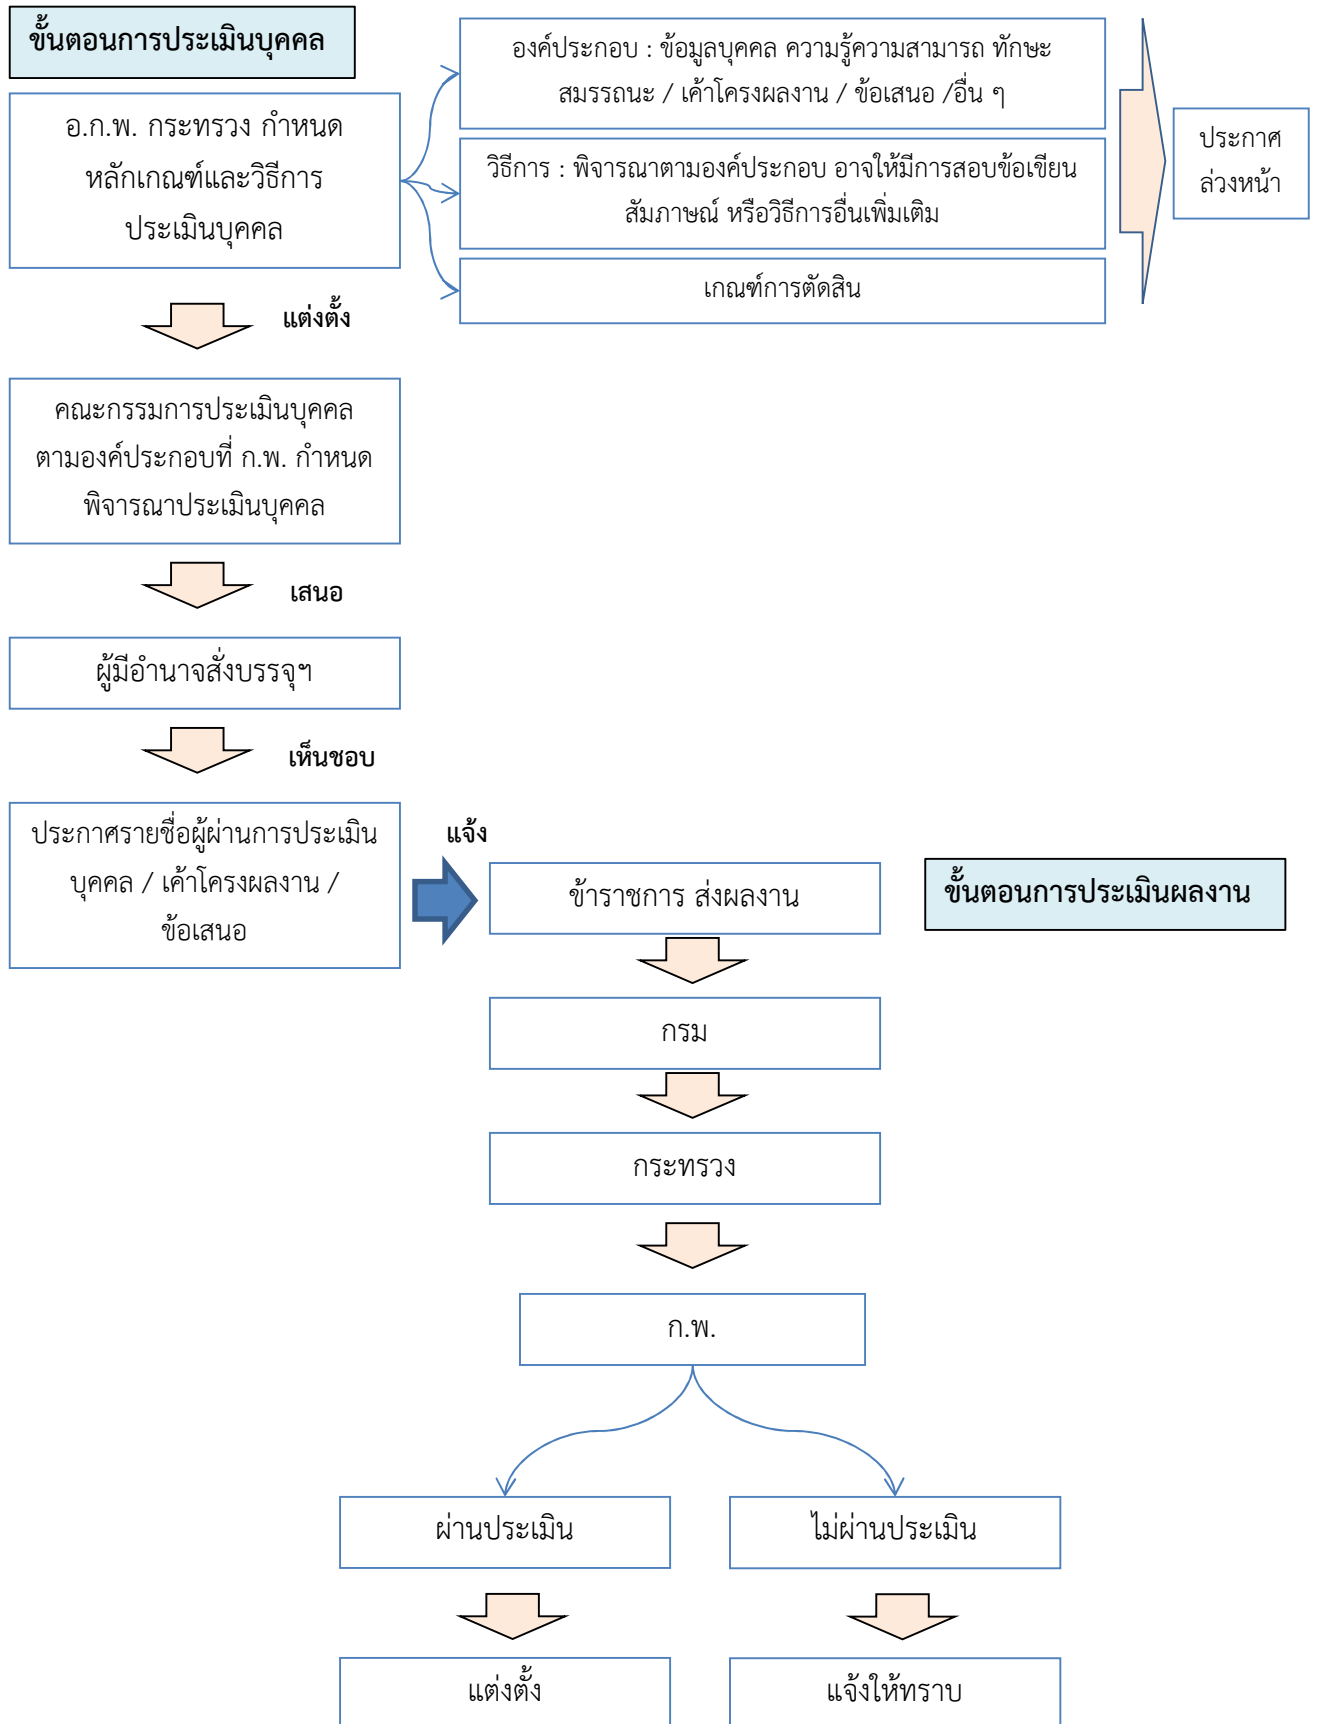 ขั้นตอนการประเมินบุคคล
อ.ก.พ. กระทรวง กำหนด
หลักเกณฑ์และวิธีการ
ประเมินบุคคล
องค์ประกอบ : ข้อมูลบุคคล ความรู้ความสามารถ ทักษะ
สมรรถนะ / เค้าโครงผลงาน / ข้อเสนอ /อื่น ๆ
วิธีการ : พิจารณาตามองค์ประกอบ อาจให้มีการสอบข้อเขียน
สัมภาษณ์ หรือวิธีการอื่นเพิ่มเติม
เกณฑ์การตัดสิน
ประกาศ
ล่วงหน้า
แต่งตั้ง
คณะกรรมการประเมินบุคคล
ตามองค์ประกอบที่ ก.พ. กำหนด
พิจารณาประเมินบุคคล
เสนอ
ผู้มีอำนาจสั่งบรรจุฯ
เห็นชอบ
ประกาศรายชื่อผู้ผ่านการประเมิน
บุคคล / เค้าโครงผลงาน /
ข้อเสนอ
แจ้ง
ข้าราชการ ส่งผลงาน
ขั้นตอนการประเมินผลงาน
กรม
กระทรวง
ก.พ.
ผ่านประเมิน
ไม่ผ่านประเมิน
แต่งตั้ง
แจ้งให้ทราบ